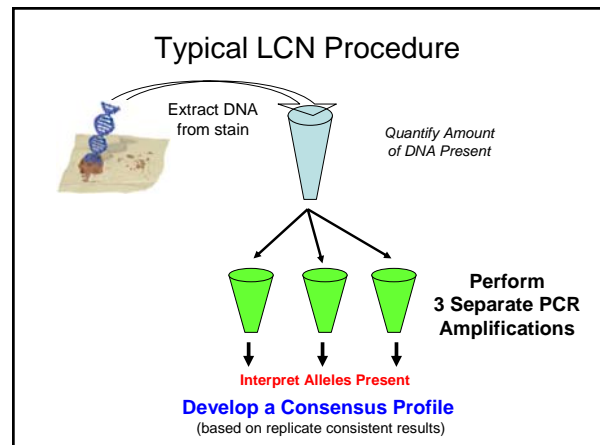 Typical LCN Procedure
Extract DNA
from stain
Quantify Amount
of DNA Present
Perform
3 Separate PCR
Amplifications
Interpret Alleles Present
Develop a Consensus Profile
(based on replicate consistent results)